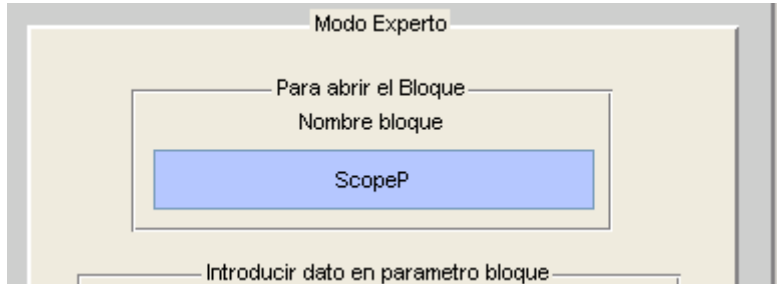 Modo Experto
Para abrir el Bloque
Nombre bloque
ScopeP
Introducir dato en parametro bloque